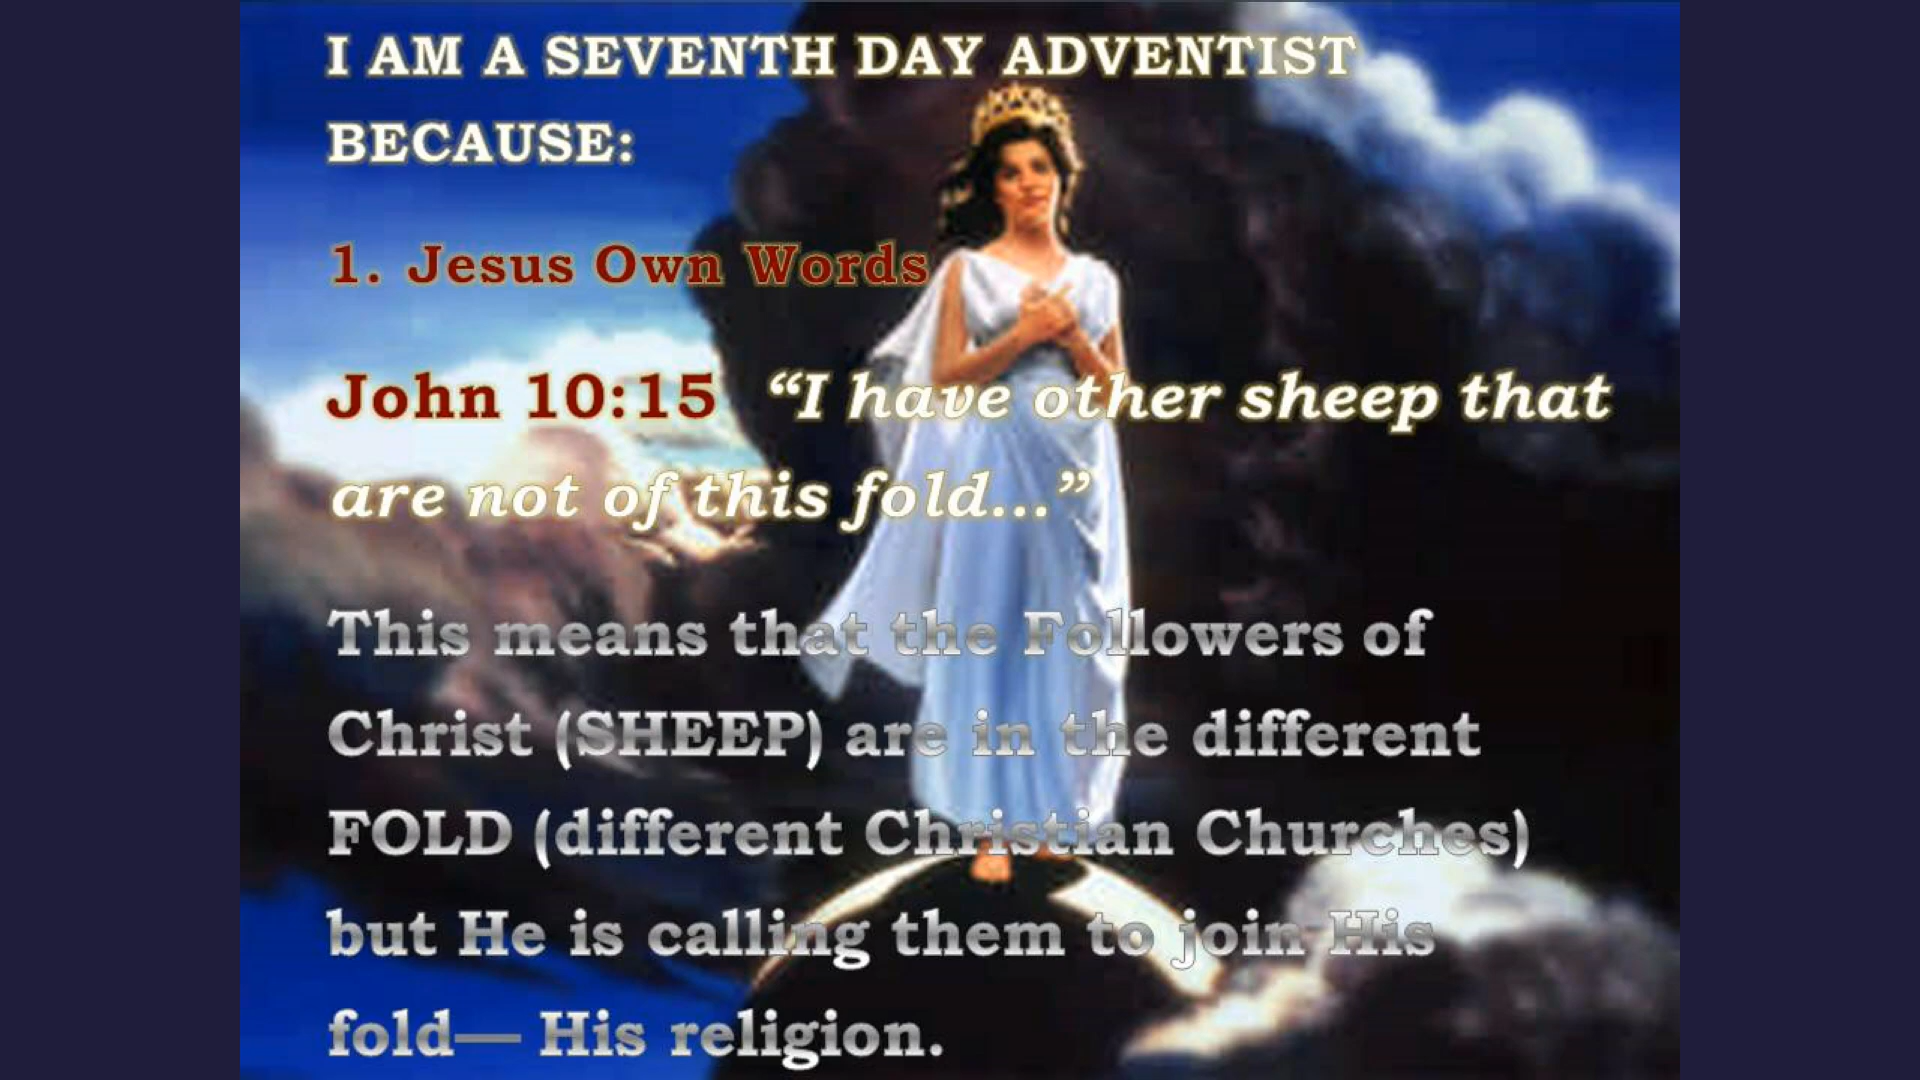 I AM A SEVENTH DAY ADVENTIST
BECAUSE:
1. Jesus Own Words
John 10:15 “I have other sheep that
are not of this fold…”
This means that the Followers of
Christ (SHEEP) are in the different
FOLD (different Christian Churches)
but He is calling them to join His
fold— His religion.